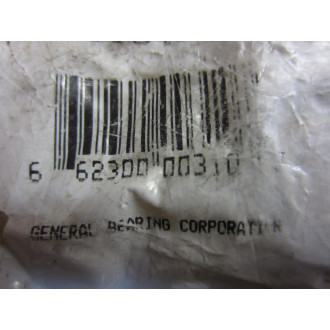 6 62300 00310
GENERAL BEARING CORPORATION